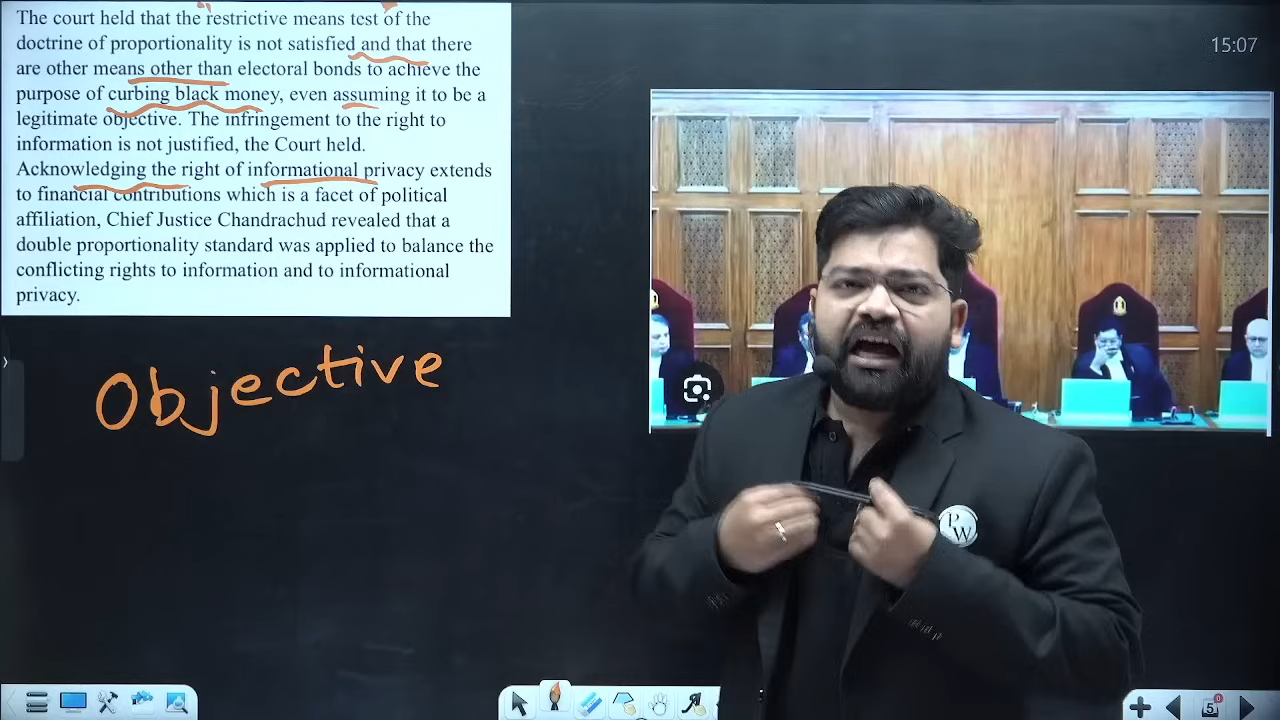 The court held that the restrictive means test of the
doctrine of proportionality is not satisfied and that there
are other means other than electoral bonds to achieve the
purpose of curbing black money, even assuming it to be a
legitimate objective. The infringement to the right to
information is not justified, the Court held.
Acknowledging the right of informational privacy extends
to financial contributions which is a facet of political
affiliation, Chief Justice Chandrachud revealed that a
double proportionality standard was applied to balance the
conflicting rights to information and to informational
privacy.
15:07
Objective
P
W
5
0